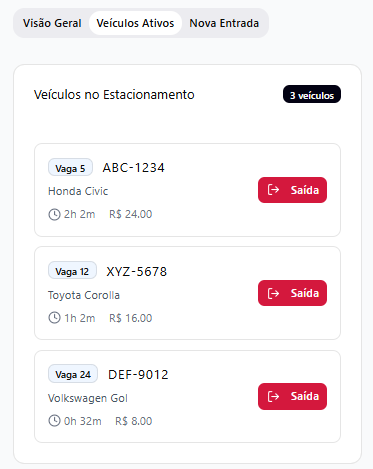 Visão Geral Veículos Ativos Nova Entrada
Veículos no Estacionamento 3 veículos
Vaga 5 ABC-1234
Honda Civic
Saída
2h 2m R$ 24.00
Vaga 12 XYZ-5678
Toyota Corolla
Saída
1h 2m R$ 16.00
Vaga 24 DEF-9012
Volkswagen Gol
Saída
0h 32m R$ 8.00